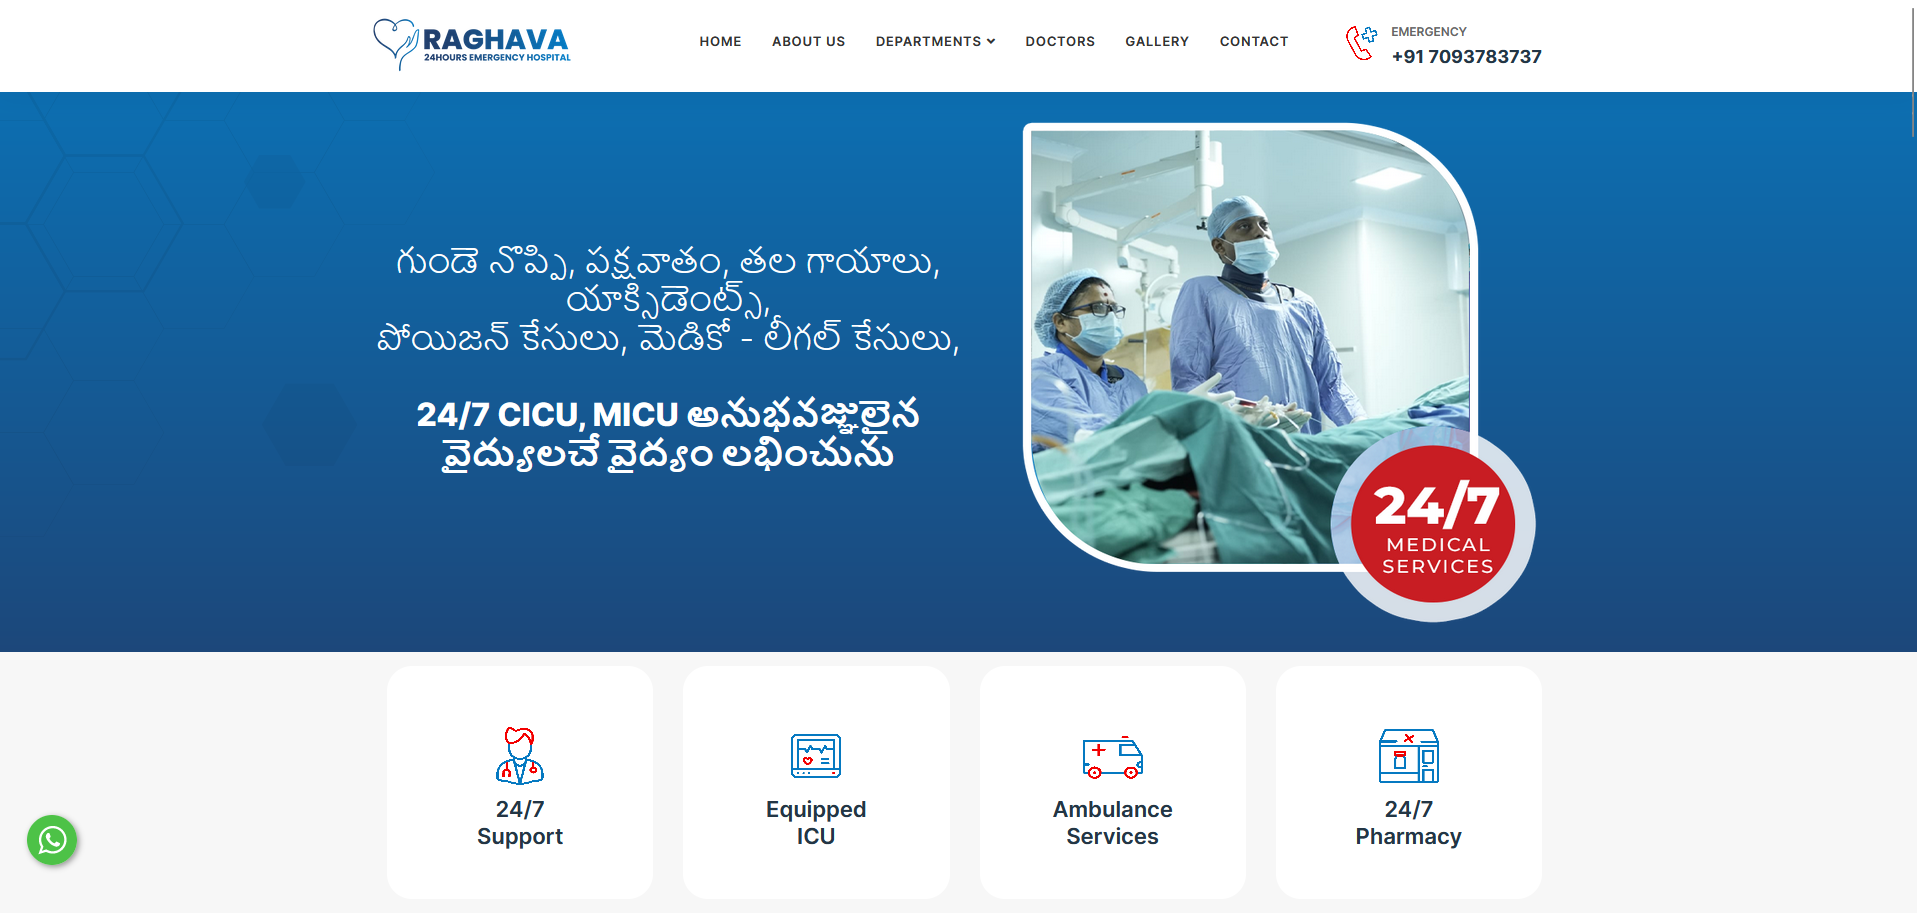 RAGHAVA
24HOURS EMERGENCY HOSPITAL
HOME
ABOUT US
DEPARTMENTS
DOCTORS
GALLERY
CONTACT
EMERGENCY
+91 7093783737
గుండె నొప్పి, పక్షవాతం, తల గాయాలు,
యాక్సిడెంట్స్,
పోయిజన్ కేసులు, మెడికో - లీగల్ కేసులు,
24/7 CICU, MICU అనుభవజ్ఞులైన
వైద్యులచే వైద్యం లభించును
24/7
MEDICAL
SERVICES
24/7
Support
Equipped
ICU
Ambulance
Services
24/7
Pharmacy